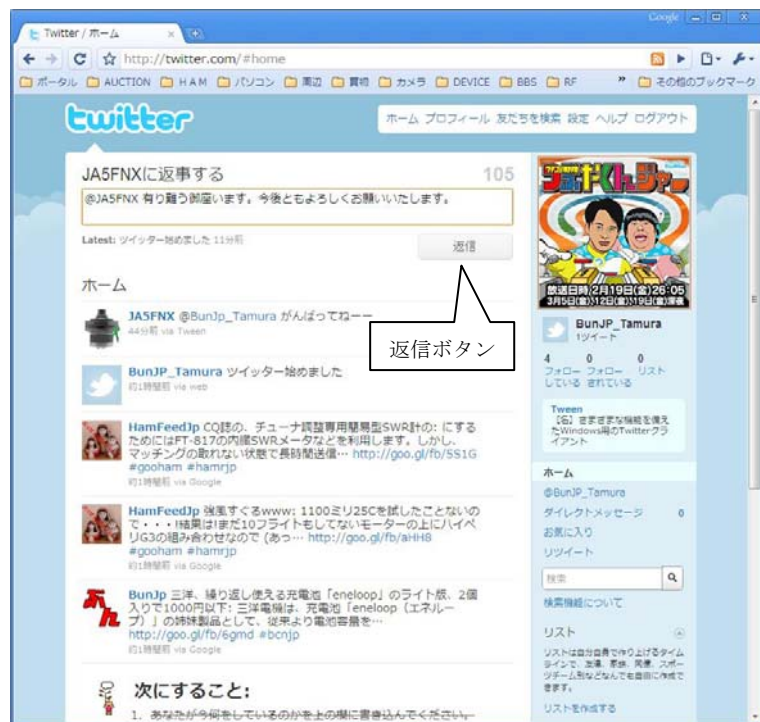 Google
Twitter / ホーム
http://twitter.com/#home
ポータル AUCTION HAM パソコン 周辺 買物 カメラ DEVICE BBS RF » その他のブックマーク
twitter
ホーム プロフィール 友だちを検索 設定 ヘルプ ログアウト
JA5FNXに返事する 105
@JA5FNX 有り難う御座います。今後ともよろしくお願いいたします。
Latest: ツイッター始めました 11分前
返信
返信ボタン
ホーム
JA5FNX @BunJp_Tamura がんばってねーー
44分前 via Tween
BunJP_Tamura ツイッター始めました
約1時間前 via web
HamFeedJp CQ誌の、チューナ調整専用簡易型SWR計の: にする
ためにはFT-817の内蔵SWRメータなどを利用します。しかし、
マッチングの取れない状態で長時間送信… http://goo.gl/fb/5S1G
#gooham #hamrjp
約1時間前 via Google
HamFeedJp 強風すぐるwww: 1100ミリ25Cを試したことないの
で・・・!結果は!まだ10フライトもしてないモーターの上にハイペ
リG3の組み合わせなので (あっ… http://goo.gl/fb/aHH8
#gooham #hamrjp
約1時間前 via Google
BunJp 三洋、繰り返し使える充電池「eneloop」のライト版、2個
入りで1000円以下: 三洋電機は、充電池「eneloop（エネルー
プ）」の姉妹製品として、従来より電池容量を…
http://goo.gl/fb/6gmd #bcnjp
約1時間前 via Google
次にすること:
1. あなたが今何をしているのかを上の欄に書き込んでください。
放送日時/2月19日(金)26:05
3月5日(金)12日(金)19日(金)深夜
BunJP_Tamura
1ツイート
4 0 0
フォロー フォロー リスト
している されている
Tween
【名】さまざまな機能を備え
たWindows用のTwitterクラ
イアント
ホーム
@BunJP_Tamura
ダイレクトメッセージ 0
お気に入り
リツイート
検索
検索機能について
リスト
リストは自分自身で作り上げるタイム
ラインで、友達、家族、同僚、スポー
ツチーム別などなんでも自由に作成で
きます。
リストを作成する